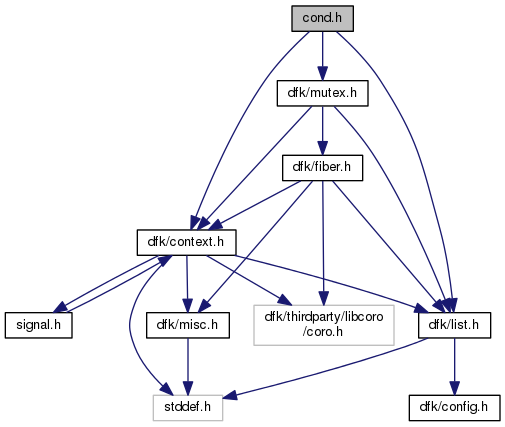 cond.h
dfk/mutex.h
dfk/fiber.h
dfk/context.h
signal.h
dfk/misc.h
dfk/thirdparty/libcoro
/coro.h
dfk/list.h
stddef.h
dfk/config.h